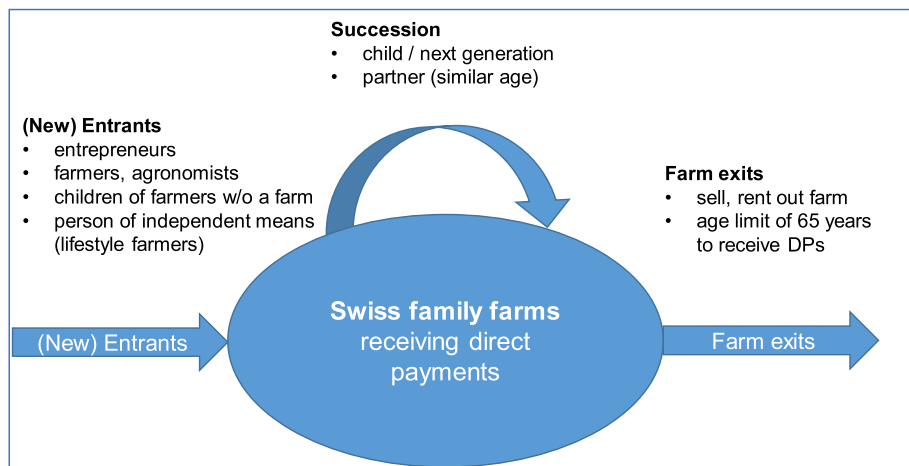 Succession
• child / next generation
• partner (similar age)
(New) Entrants
• entrepreneurs
• farmers, agronomists
• children of farmers w/o a farm
• person of independent means
(lifestyle farmers)
Farm exits
• sell, rent out farm
• age limit of 65 years
to receive DPs
(New) Entrants
Swiss family farms
receiving direct
payments
Farm exits